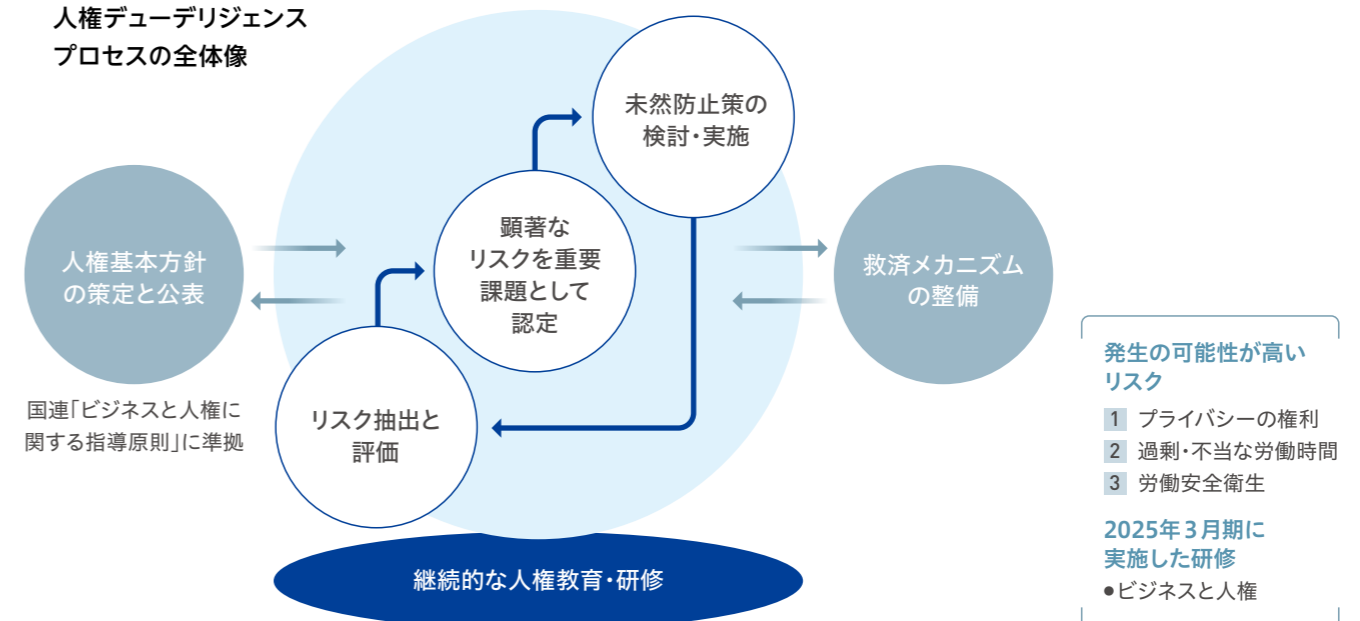 人権デューデリジェンス
プロセスの全体像
人権基本方針
の策定と公表
国連「ビジネスと人権に
関する指導原則」に準拠
リスク抽出と
評価
顕著な
リスクを重要
課題として
認定
未然防止策の
検討・実施
救済メカニズム
の整備
継続的な人権教育・研修
発生の可能性が高い
リスク
1 プライバシーの権利
2 過剰・不当な労働時間
3 労働安全衛生
2025年3月期に
実施した研修
●ビジネスと人権